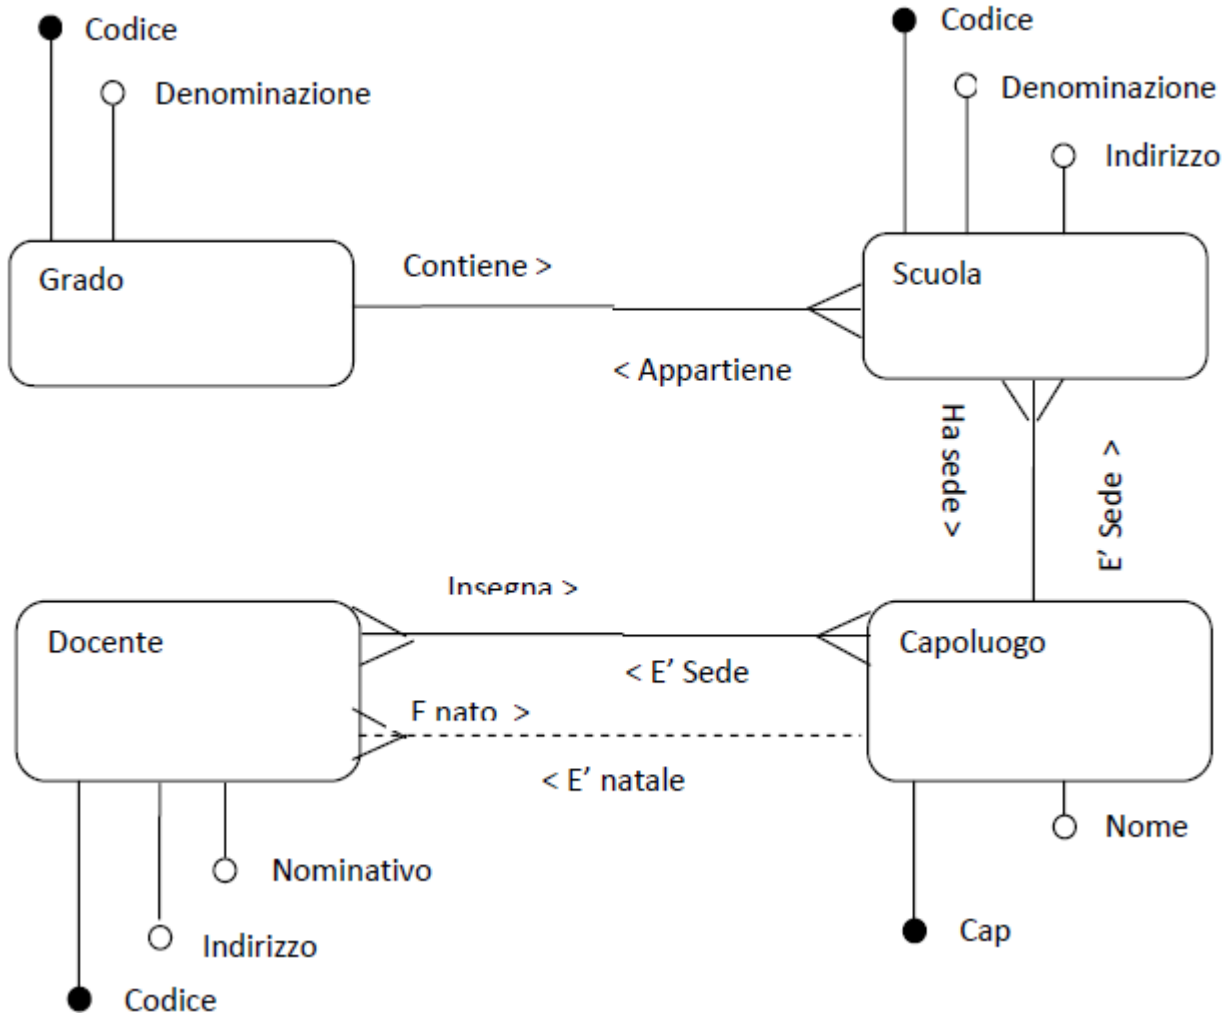 Codice
Denominazione
Codice
Denominazione
Indirizzo
Grado
Contiene >
Scuola
< Appartiene
Ha sede >
E' Sede >
Insegna >
Docente
Capoluogo
< E' Sede
E nato >
< E' natale
Nominativo
Nome
Indirizzo
Cap
Codice